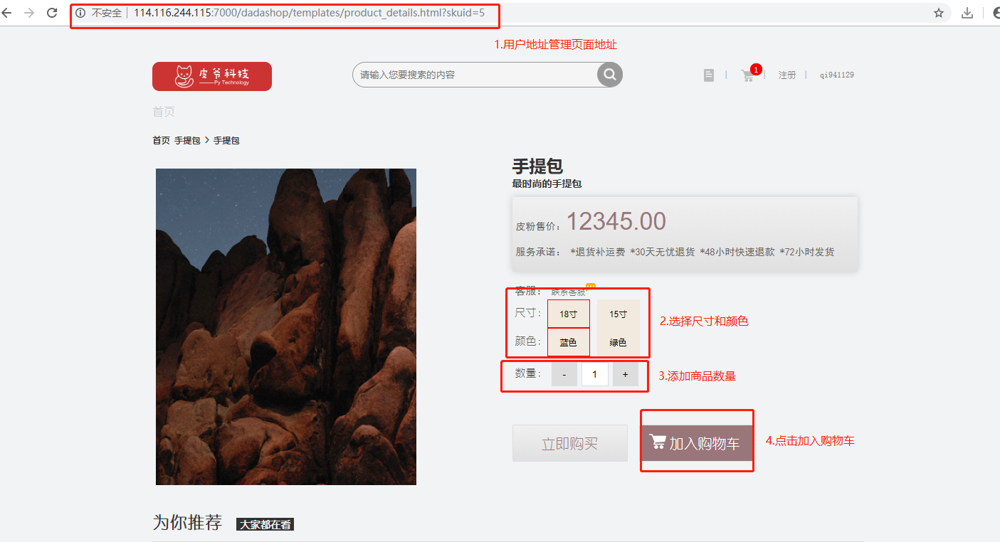 不安全 114.116.244.115:7000/dadashop/templates/product_details.html?skuid=5
1.用户地址管理页面地址
皮爷科技
Py Technology
请输入您要搜索的内容
1
注册
qi941129
首页
首页 手提包 > 手提包
手提包
最时尚的手提包
皮粉售价：12345.00
服务承诺： *退货补运费 *30天无忧退货 *48小时快速退款 *72小时发货
客服： 联系客服
尺寸： 18寸 15寸
2.选择尺寸和颜色
颜色： 蓝色 绿色
数量： - 1 +
3.添加商品数量
立即购买
加入购物车
4.点击加入购物车
为你推荐 大家都在看